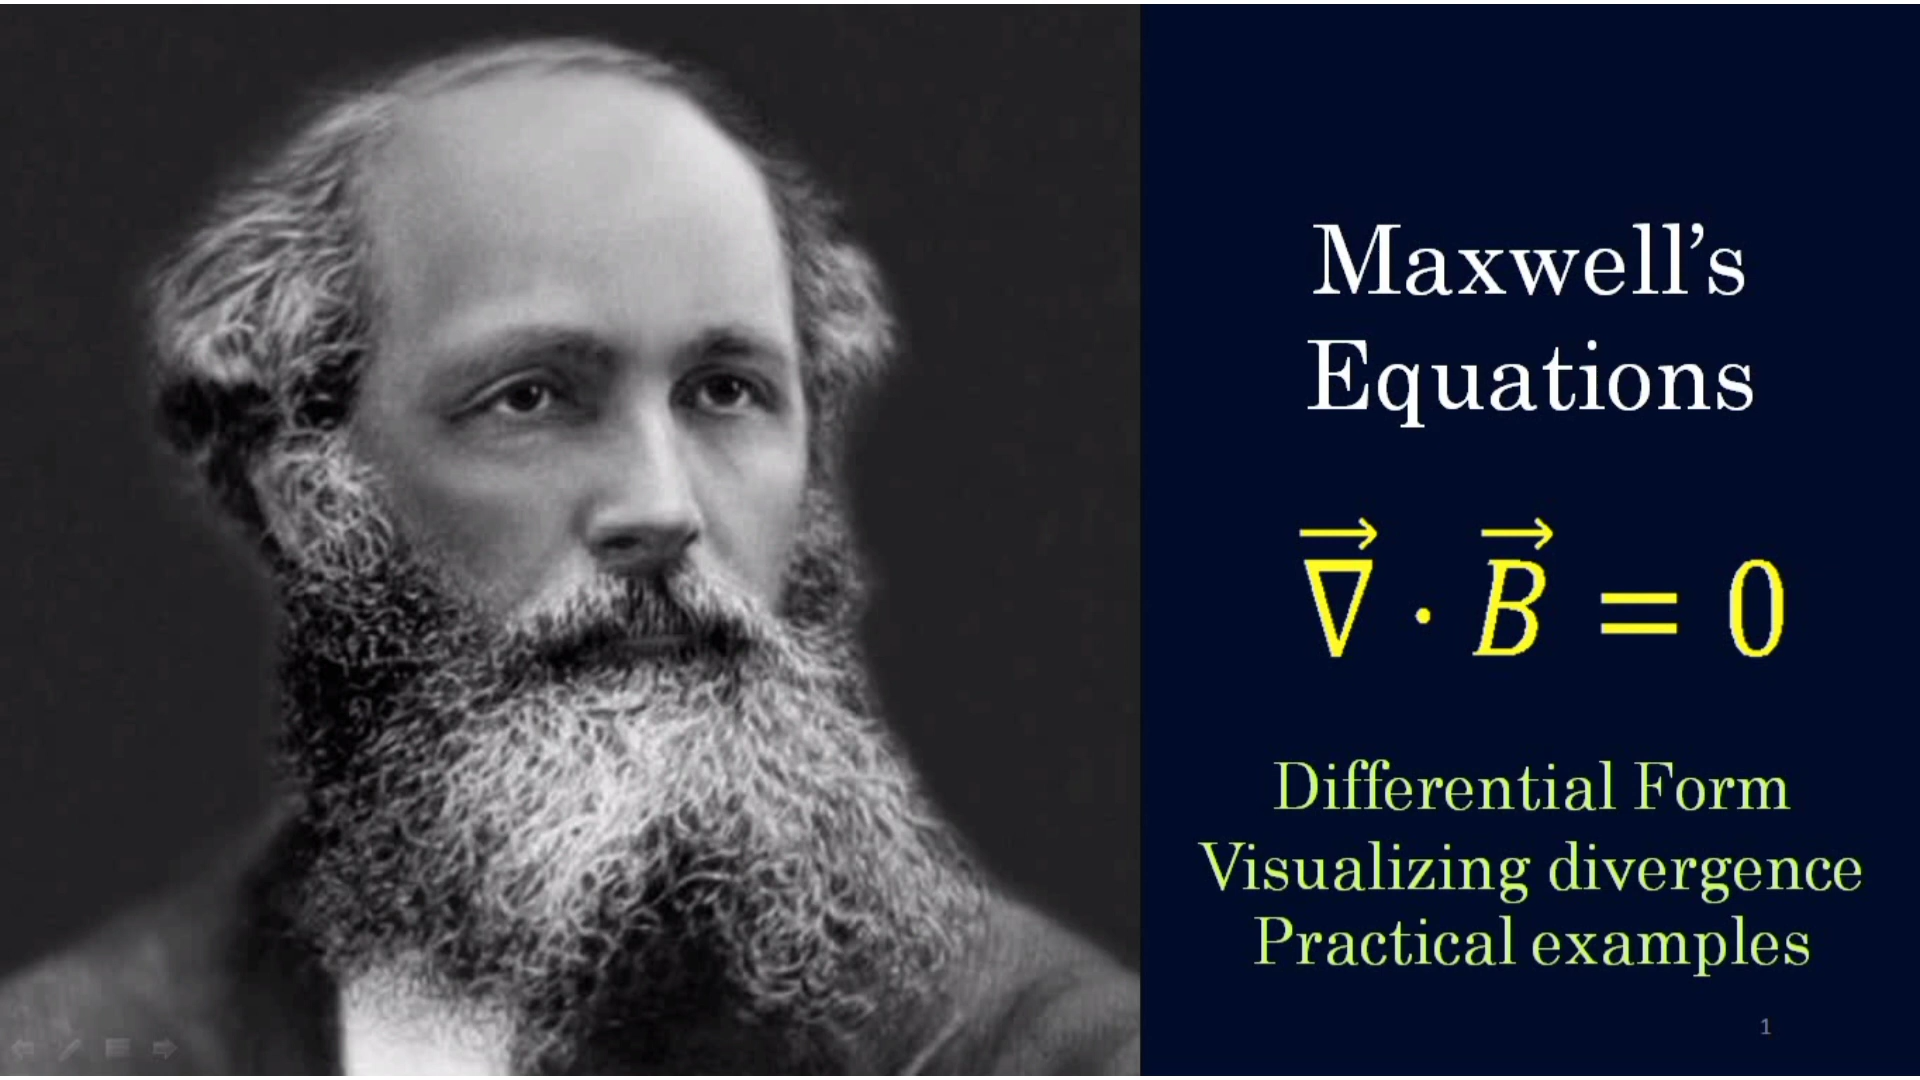 Maxwell’s
Equations
∇⃗ · B⃗ = 0
Differential Form
Visualizing divergence
Practical examples
1